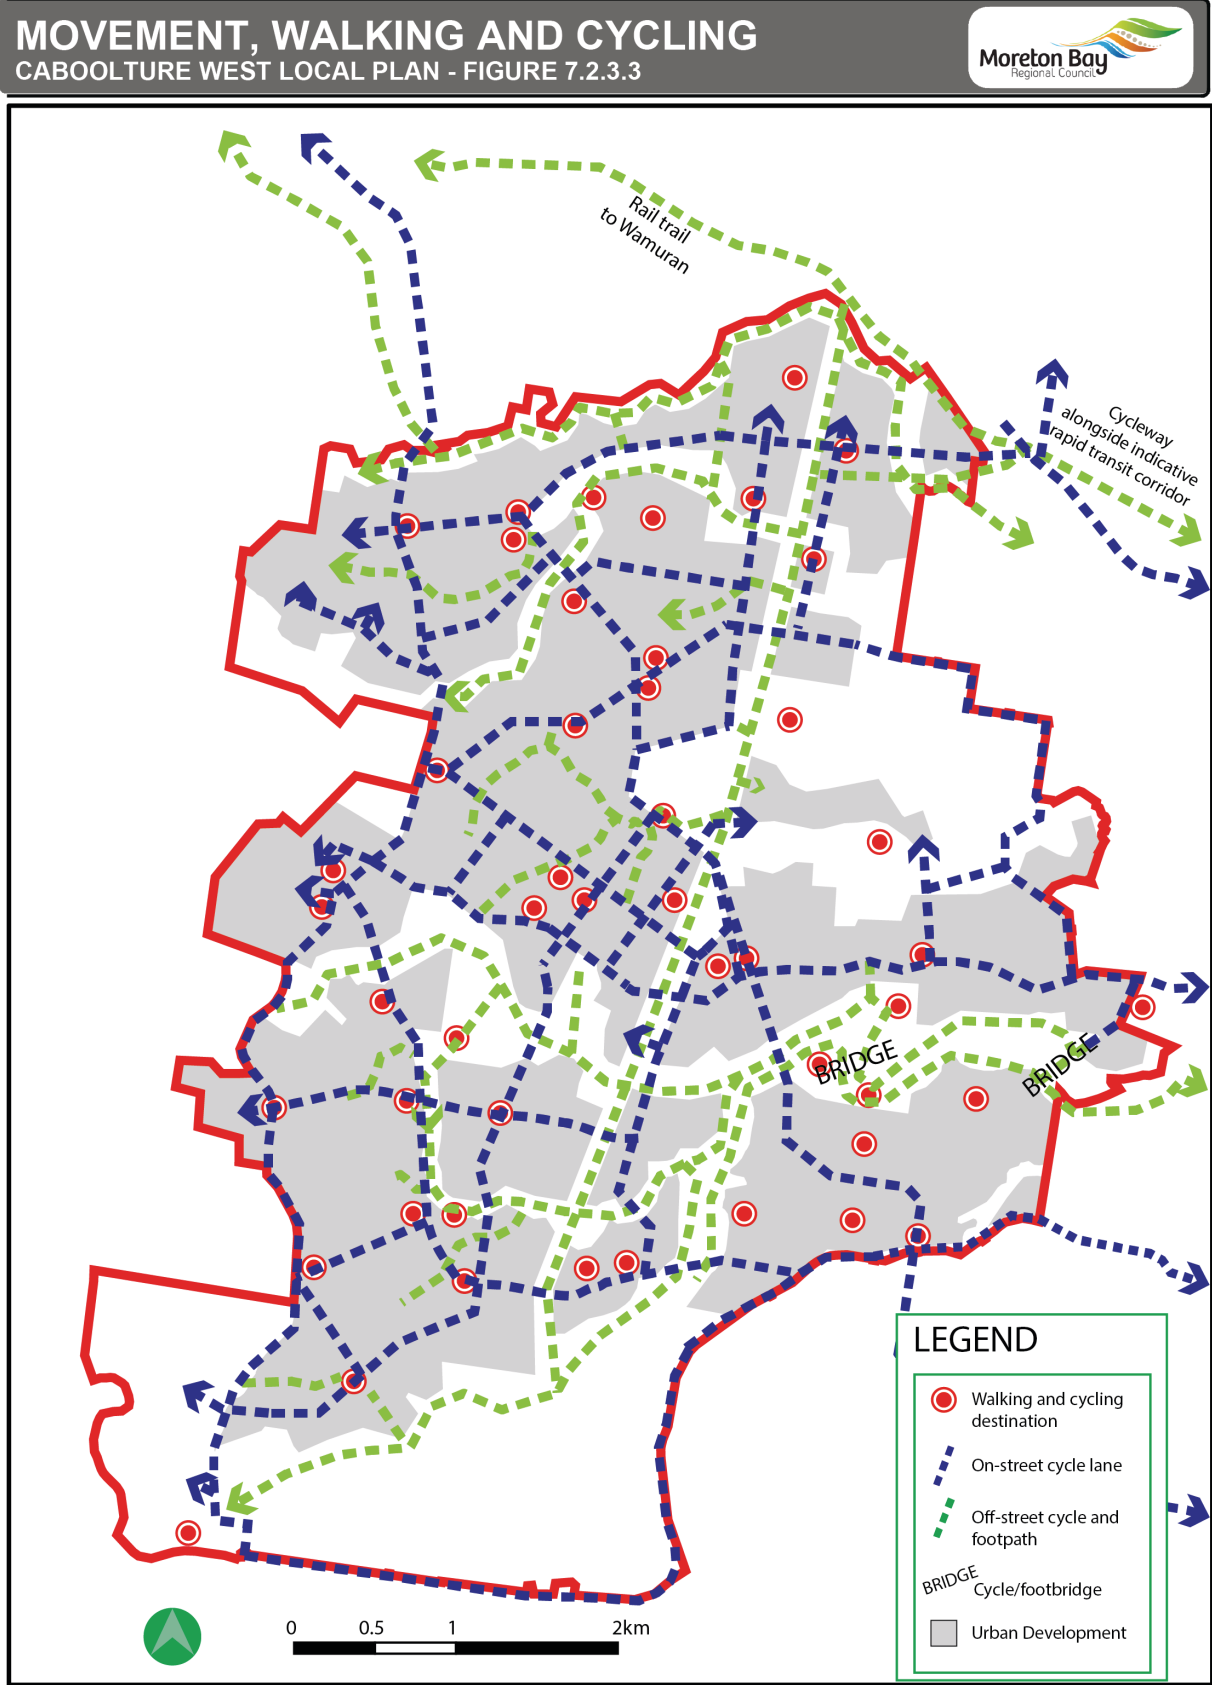 MOVEMENT, WALKING AND CYCLING
CABOOLTURE WEST LOCAL PLAN - FIGURE 7.2.3.3
Moreton Bay
Regional Council
Rail trail
to Wamuran
Cycleway
alongside indicative
rapid transit corridor
BRIDGE
BRIDGE
LEGEND
Walking and cycling
destination
On-street cycle lane
Off-street cycle and
footpath
BRIDGE
Cycle/footbridge
Urban Development
0 0.5 1 2km